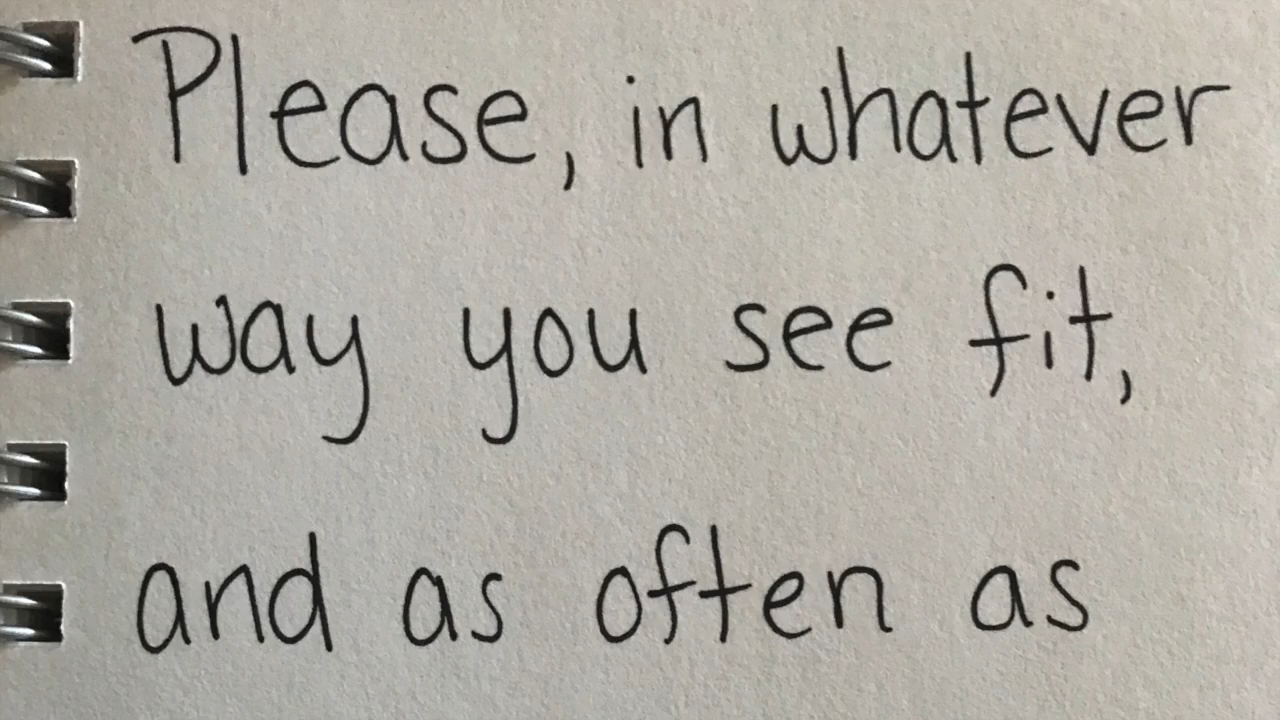 Please, in whatever
way you see fit,
and as often as